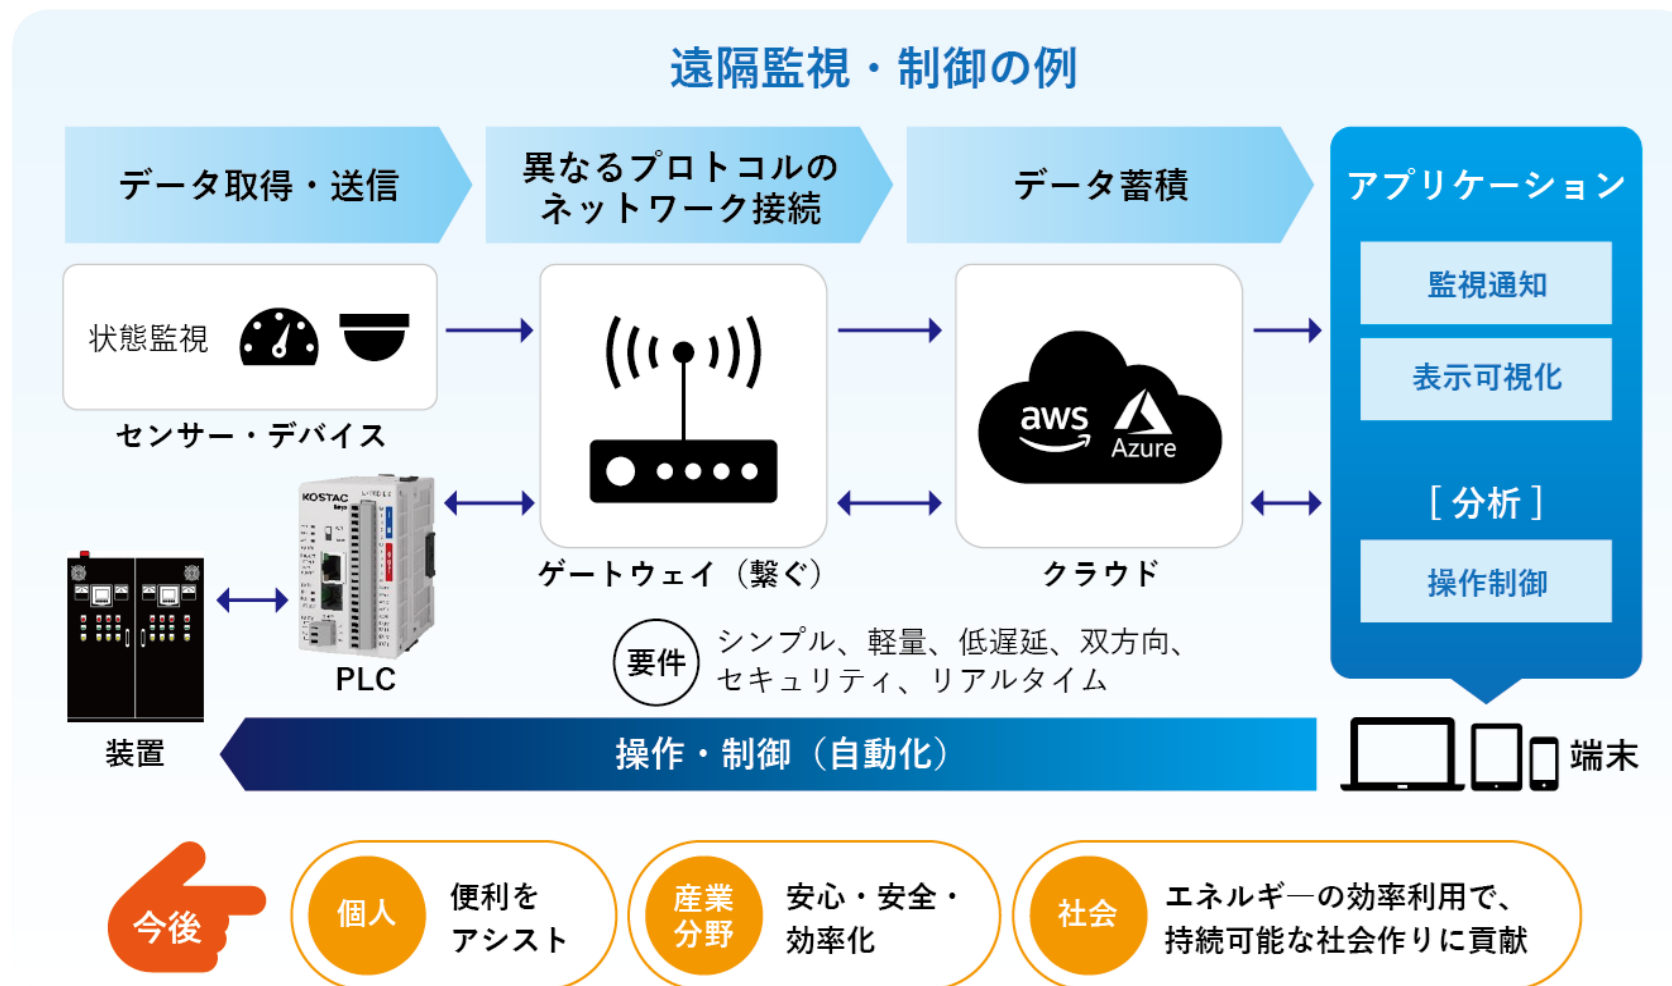 遠隔監視・制御の例
データ取得・送信
異なるプロトコルの
ネットワーク接続
データ蓄積
アプリケーション
監視通知
表示可視化
[ 分析 ]
操作制御
状態監視
センサー・デバイス
aws
Azure
KOSTAC
Koyo
PLC
装置
ゲートウェイ（繋ぐ）
クラウド
要件
シンプル、軽量、低遅延、双方向、
セキュリティ、リアルタイム
操作・制御（自動化）
端末
今後
個人
便利を
アシスト
産業
分野
安心・安全・
効率化
社会
エネルギーの効率利用で、
持続可能な社会作りに貢献